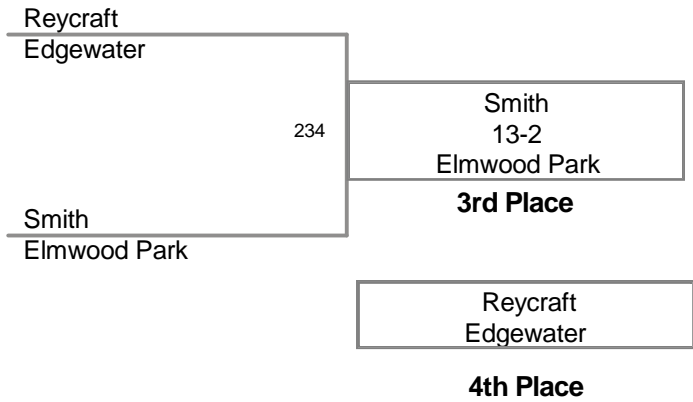 Reycraft
Edgewater
234
Smith
13-2
Elmwood Park
3rd Place
Smith
Elmwood Park
Reycraft
Edgewater
4th Place